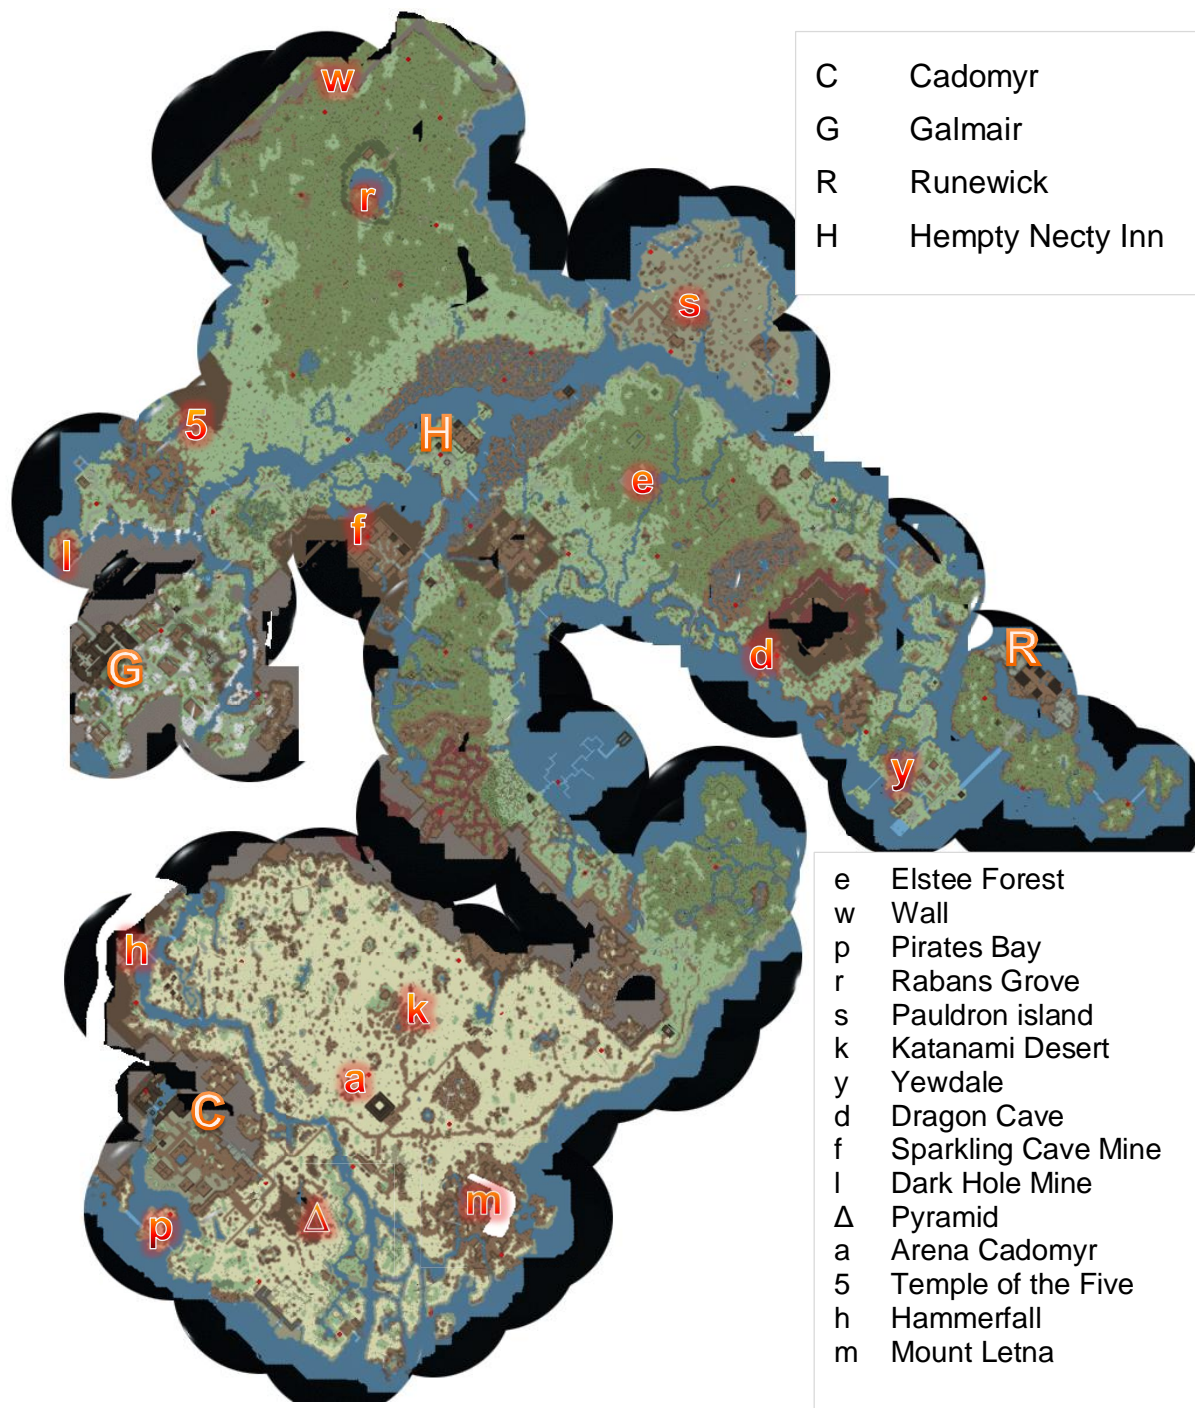 w
C Cadomyr
G Galmair
R Runewick
H Hempty Necty Inn
r
s
5
H
e
f
l
G
d
R
y
e Elstee Forest
w Wall
p Pirates Bay
r Rabans Grove
s Pauldron island
k Katanami Desert
y Yewdale
d Dragon Cave
f Sparkling Cave Mine
l Dark Hole Mine
Δ Pyramid
a Arena Cadomyr
5 Temple of the Five
h Hammerfall
m Mount Letna
h
k
a
C
m
Δ
p